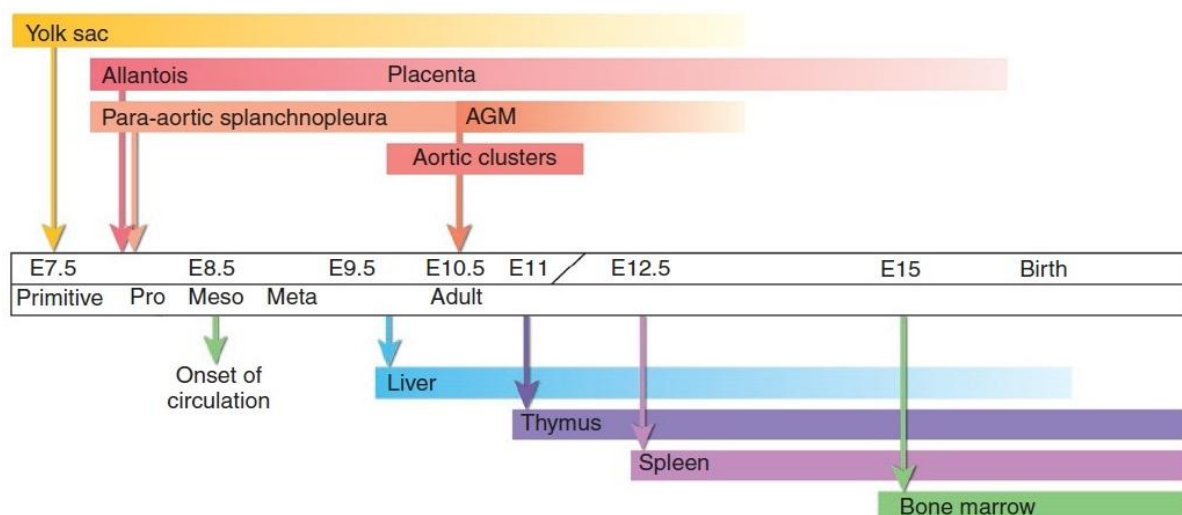 Yolk sac
Allantois Placenta
Para-aortic splanchnopleura AGM
Aortic clusters
E7.5 E8.5 E9.5 E10.5 E11 E12.5 E15 Birth
Primitive Pro Meso Meta Adult
Onset of
circulation
Liver
Thymus
Spleen
Bone marrow